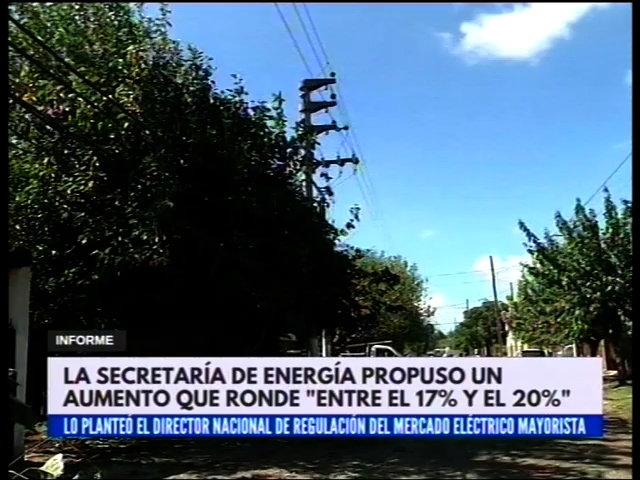 INFORME
LA SECRETARÍA DE ENERGÍA PROPUSO UN
AUMENTO QUE RONDE "ENTRE EL 17% Y EL 20%"
LO PLANTEÓ EL DIRECTOR NACIONAL DE REGULACIÓN DEL MERCADO ELÉCTRICO MAYORISTA